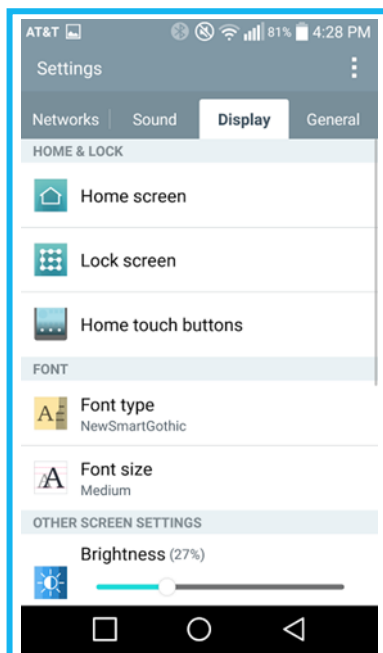 AT&T 81% 4:28 PM
Settings
Networks Sound Display General
HOME & LOCK
Home screen
Lock screen
Home touch buttons
FONT
Font type
NewSmartGothic
Font size
Medium
OTHER SCREEN SETTINGS
Brightness (27%)